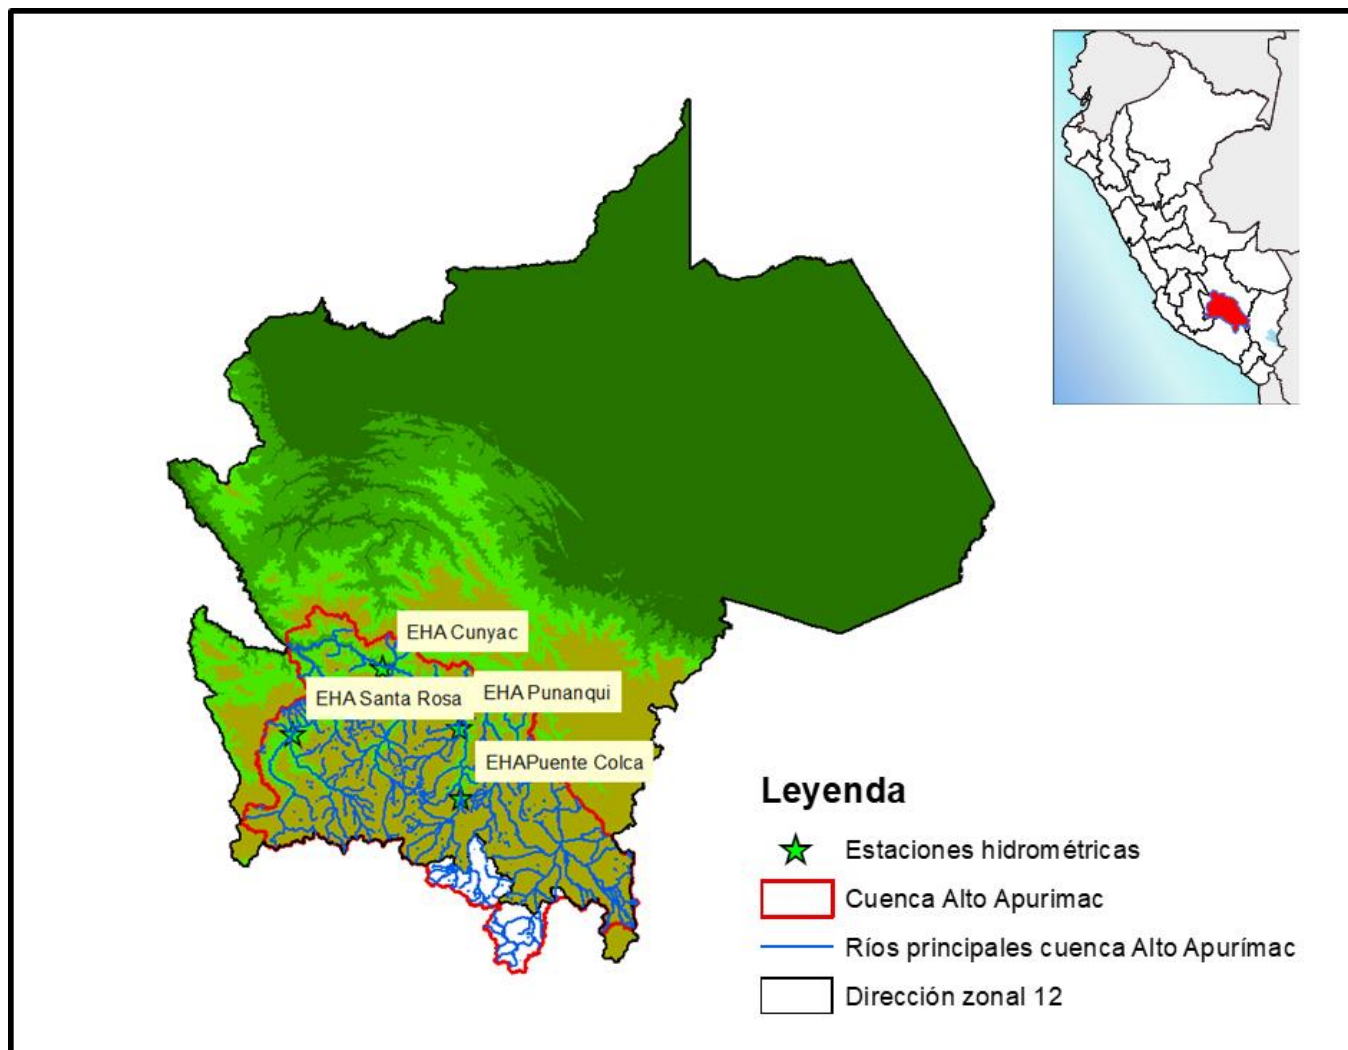 EHA Cunyac
EHA Santa Rosa
EHA Punanqui
EHAPuente Colca
Leyenda
Estaciones hidrométricas
Cuenca Alto Apurimac
Ríos principales cuenca Alto Apurímac
Dirección zonal 12